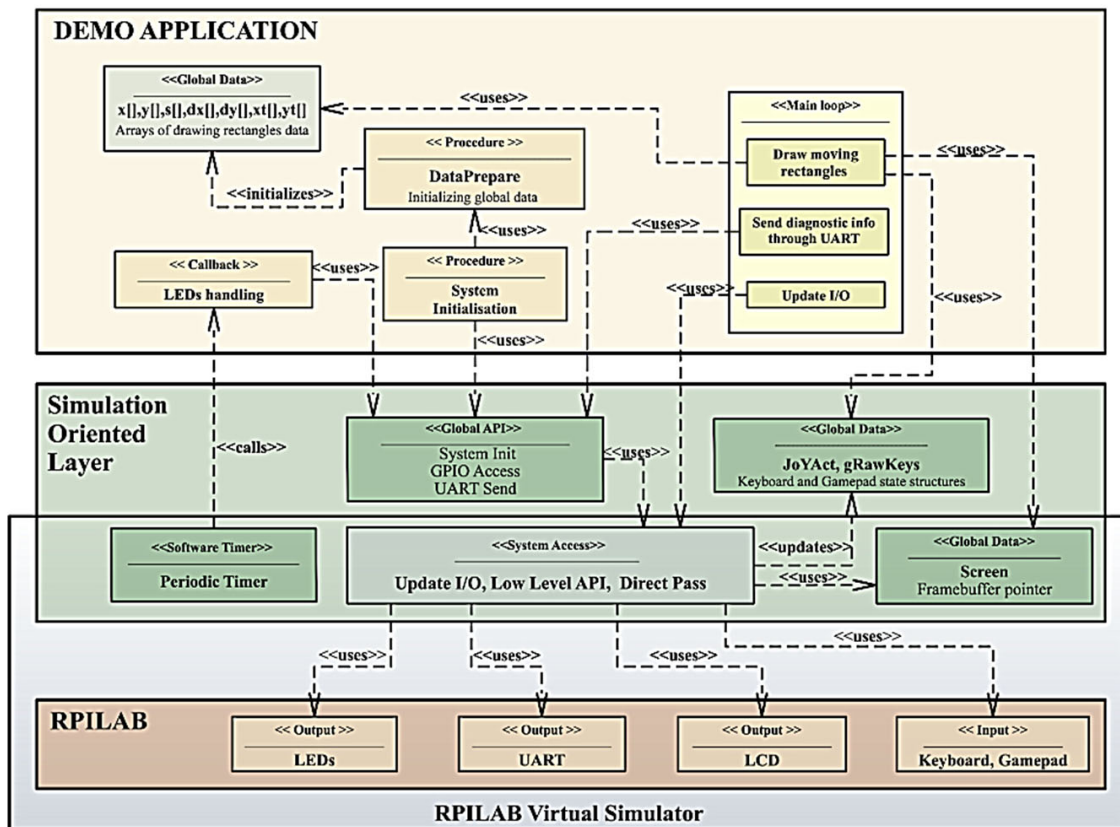 DEMO APPLICATION
<<Global Data>>
x[],y[],s[],dx[],dy[],xt[],yt[]
Arrays of drawing rectangles data
<<uses>>
<<Main loop>>
Draw moving
rectangles
<<uses>>
<< Procedure >>
DataPrepare
Initializing global data
<<initializes>>
<<uses>>
<<uses>>
Send diagnostic info
through UART
<< Callback >>
LEDs handling
<<uses>>
<< Procedure >>
System
Initialisation
<<uses>>
Update I/O
<<uses>>
<<uses>>
Simulation
Oriented
Layer
<<calls>>
<<Global API>>
System Init
GPIO Access
UART Send
<<uses>>
<<Global Data>>
JoYAct, gRawKeys
Keyboard and Gamepad state structures
<<Software Timer>>
Periodic Timer
<<System Access>>
Update I/O, Low Level API, Direct Pass
<<updates>>
<<uses>>
<<Global Data>>
Screen
Framebuffer pointer
<<uses>>
<<uses>>
<<uses>>
<<uses>>
RPILAB
<< Output >>
LEDs
<< Output >>
UART
<< Output >>
LCD
<< Input >>
Keyboard, Gamepad
RPILAB Virtual Simulator